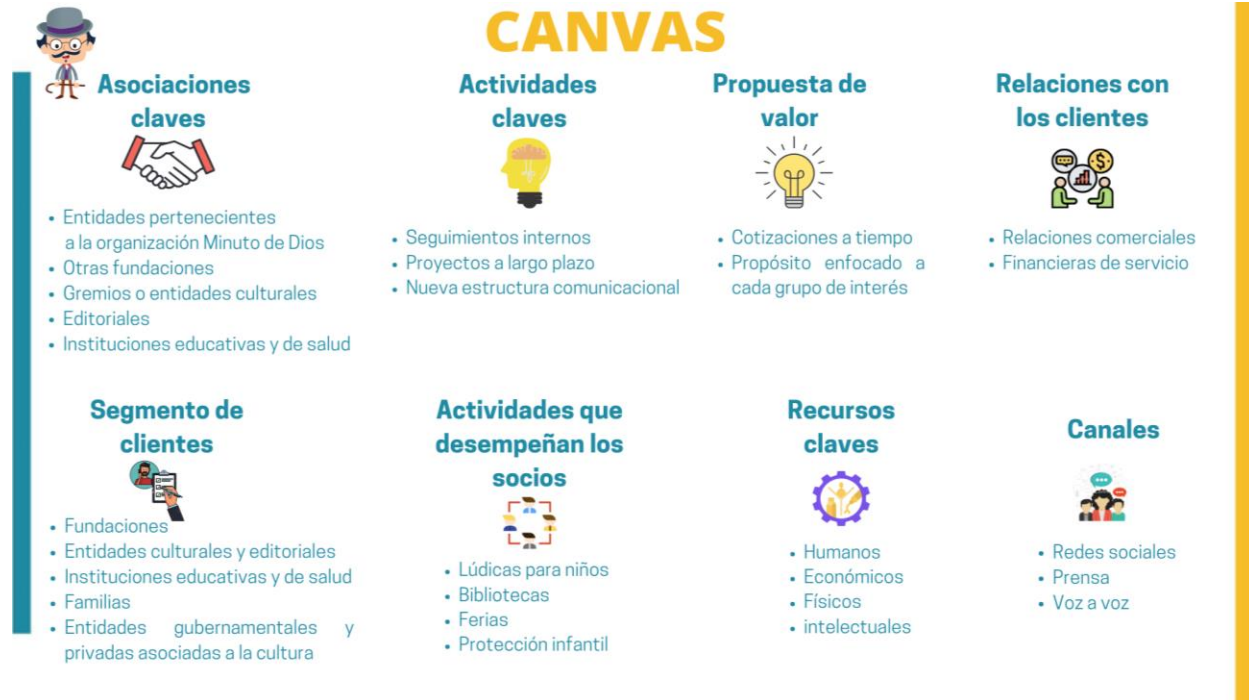 CANVAS
Asociaciones
claves
• Entidades pertenecientes
a la organización Minuto de Dios
• Otras fundaciones
• Gremios o entidades culturales
• Editoriales
• Instituciones educativas y de salud
Actividades
claves
• Seguimientos internos
• Proyectos a largo plazo
• Nueva estructura comunicacional
Propuesta de
valor
• Cotizaciones a tiempo
• Propósito enfocado a
cada grupo de interés
Relaciones con
los clientes
• Relaciones comerciales
• Financieras de servicio
Segmento de
clientes
• Fundaciones
• Entidades culturales y editoriales
• Instituciones educativas y de salud
• Familias
• Entidades gubernamentales y
privadas asociadas a la cultura
Actividades que
desempeñan los
socios
• Lúdicas para niños
• Bibliotecas
• Ferias
• Protección infantil
Recursos
claves
• Humanos
• Económicos
• Físicos
• intelectuales
Canales
• Redes sociales
• Prensa
• Voz a voz